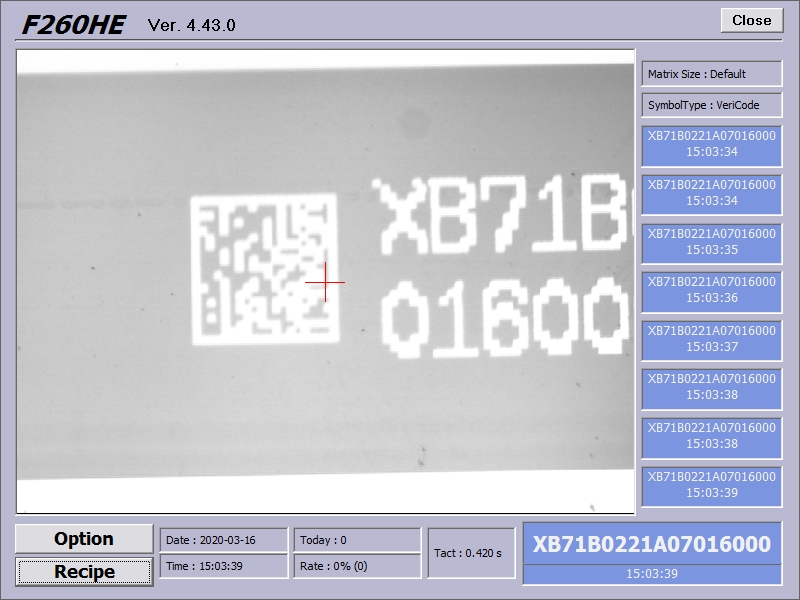 F260HE Ver. 4.43.0
Close
XB71B
01600
Matrix Size : Default
SymbolType : VeriCode
XB71B0221A07016000
15:03:34
XB71B0221A07016000
15:03:34
XB71B0221A07016000
15:03:35
XB71B0221A07016000
15:03:36
XB71B0221A07016000
15:03:37
XB71B0221A07016000
15:03:38
XB71B0221A07016000
15:03:38
XB71B0221A07016000
15:03:39
Option
Recipe
Date : 2020-03-16
Time : 15:03:39
Today : 0
Rate : 0% (0)
Tact : 0.420 s
XB71B0221A07016000
15:03:39